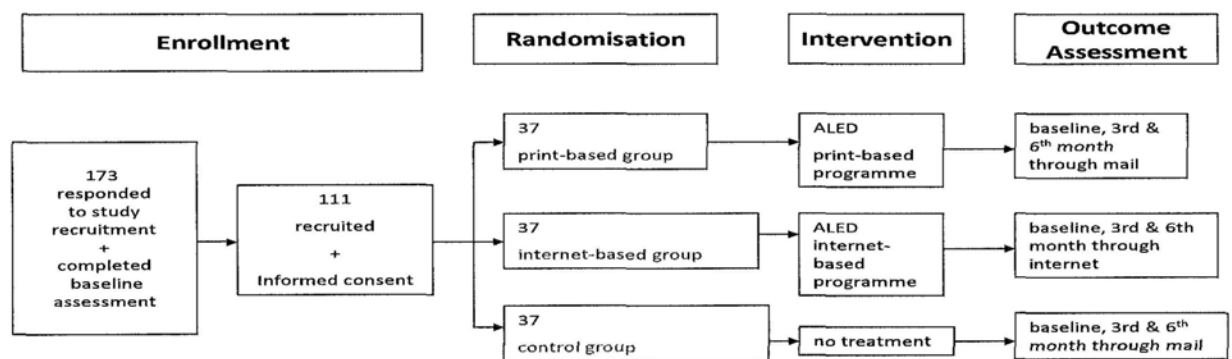 Enrollment
Randomisation
Intervention
Outcome
Assessment
173
responded
to study
recruitment
+
completed
baseline
assessment
111
recruited
+
Informed consent
37
print-based group
ALED
print-based
programme
baseline, 3rd &
6th month
through mail
37
internet-based group
ALED
internet-
based
programme
baseline, 3rd & 6th
month through
internet
37
control group
no treatment
baseline, 3rd & 6th
month through mail